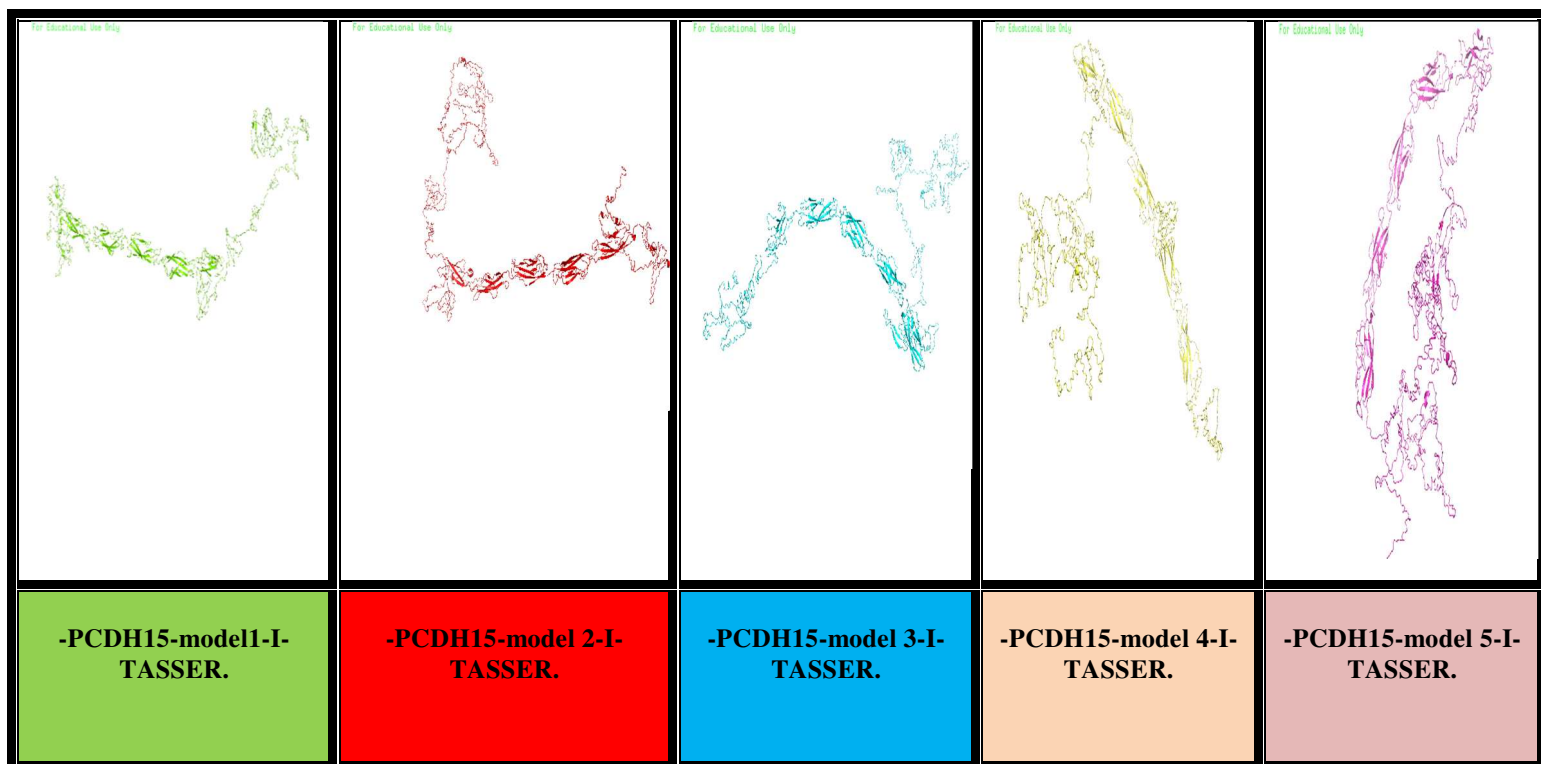 For Educational Use Only
For Educational Use Only
For Educational Use Only
For Educational Use Only
For Educational Use Only
-PCDH15-model1-I-
TASSER.
-PCDH15-model 2-I-
TASSER.
-PCDH15-model 3-I-
TASSER.
-PCDH15-model 4-I-
TASSER.
-PCDH15-model 5-I-
TASSER.